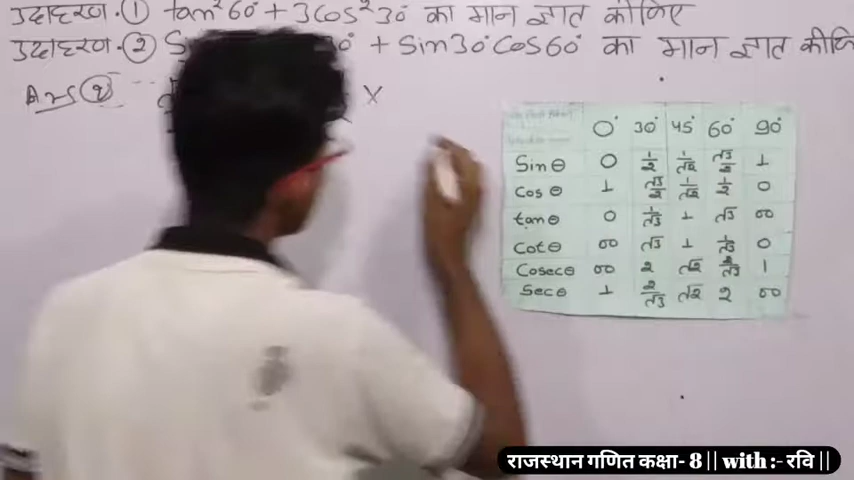 उदाहरण.① tan²60° + 3Cos²30° का मान ज्ञात कीजिए
उदाहरण.② S 0° + Sin30°Cos60° का मान ज्ञात
Ans ②
x
0° 30° 45° 60° 90°
Sinθ 0 1/2 1/√2 √3/2 1
Cosθ 1 √3/2 1/√2 1/2 0
tanθ 0 1/√3 1 √3 ∞
Cotθ ∞ √3 1 1/√3 0
Cosecθ ∞ 2 √2 2/√3 1
Secθ 1 2/√3 √2 2 ∞
राजस्थान गणित कक्षा- 8 || with :- रवि ||